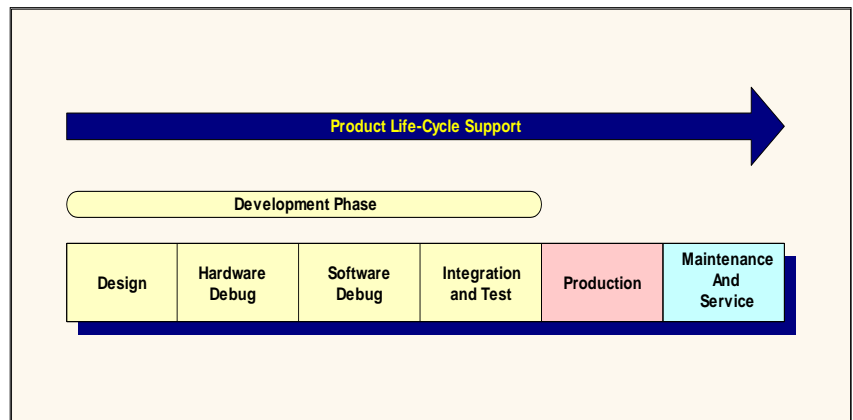 Product Life-Cycle Support
Development Phase
Design
Hardware
Debug
Software
Debug
Integration
and Test
Production
Maintenance
And
Service